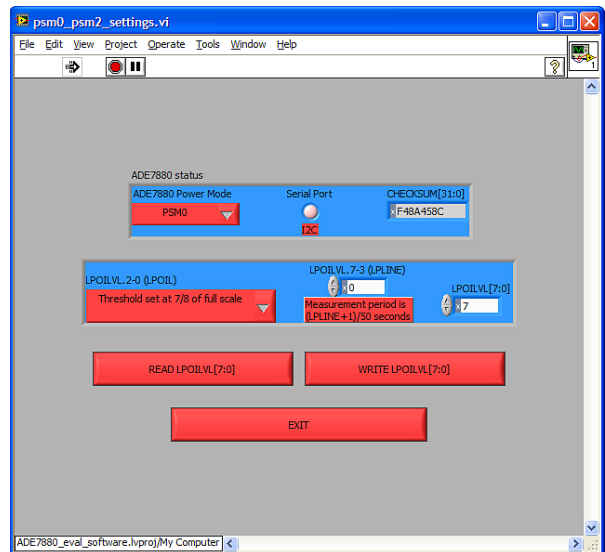 psm0_psm2_settings.vi
File Edit View Project Operate Tools Window Help
1
ADE7880 status
ADE7880 Power Mode
Serial Port
CHECKSUM[31:0]
PSM0
x F48A458C
I2C
LPOILVL.2-0 (LPOIL)
LPOILVL.7-3 (LPLINE)
LPOILVL[7:0]
Threshold set at 7/8 of full scale
x 0
x 7
Measurement period is
(LPLINE+1)/50 seconds
READ LPOILVL[7:0]
WRITE LPOILVL[7:0]
EXIT
ADE7880_eval_software.lvproj/My Computer